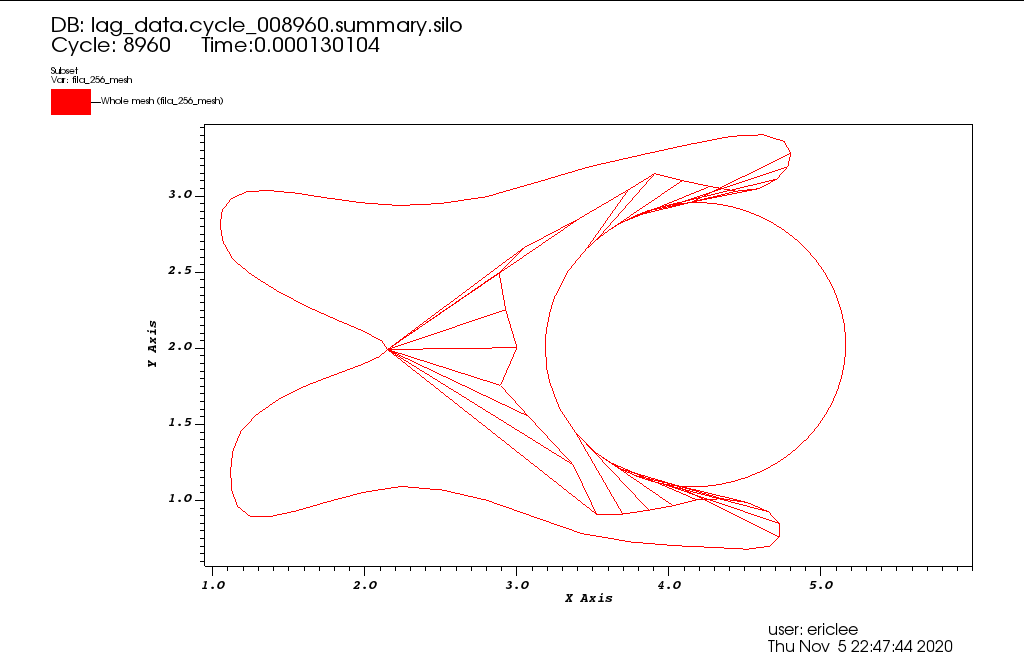 DB: lag_data.cycle_008960.summary.silo
Cycle: 8960 Time:0.000130104
Subset
Var: fila_256_mesh
Whole mesh (fila_256_mesh)
3.0
2.5
2.0
1.5
1.0
Y Axis
1.0 2.0 3.0 4.0 5.0
X Axis
user: ericlee
Thu Nov 5 22:47:44 2020